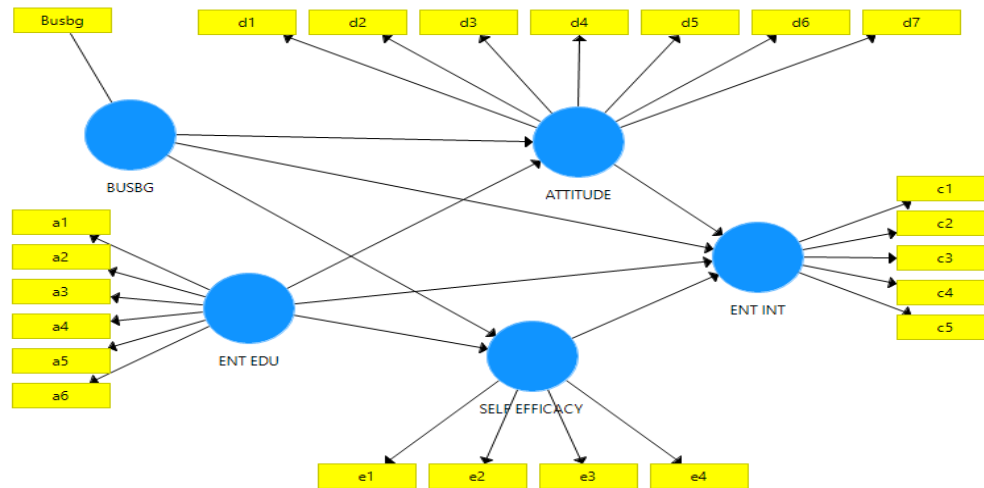 Busbg
d1
d2
d3
d4
d5
d6
d7
BUSBG
ATTITUDE
a1
a2
a3
a4
a5
a6
ENT EDU
c1
c2
c3
c4
c5
ENT INT
SELF EFFICACY
e1
e2
e3
e4